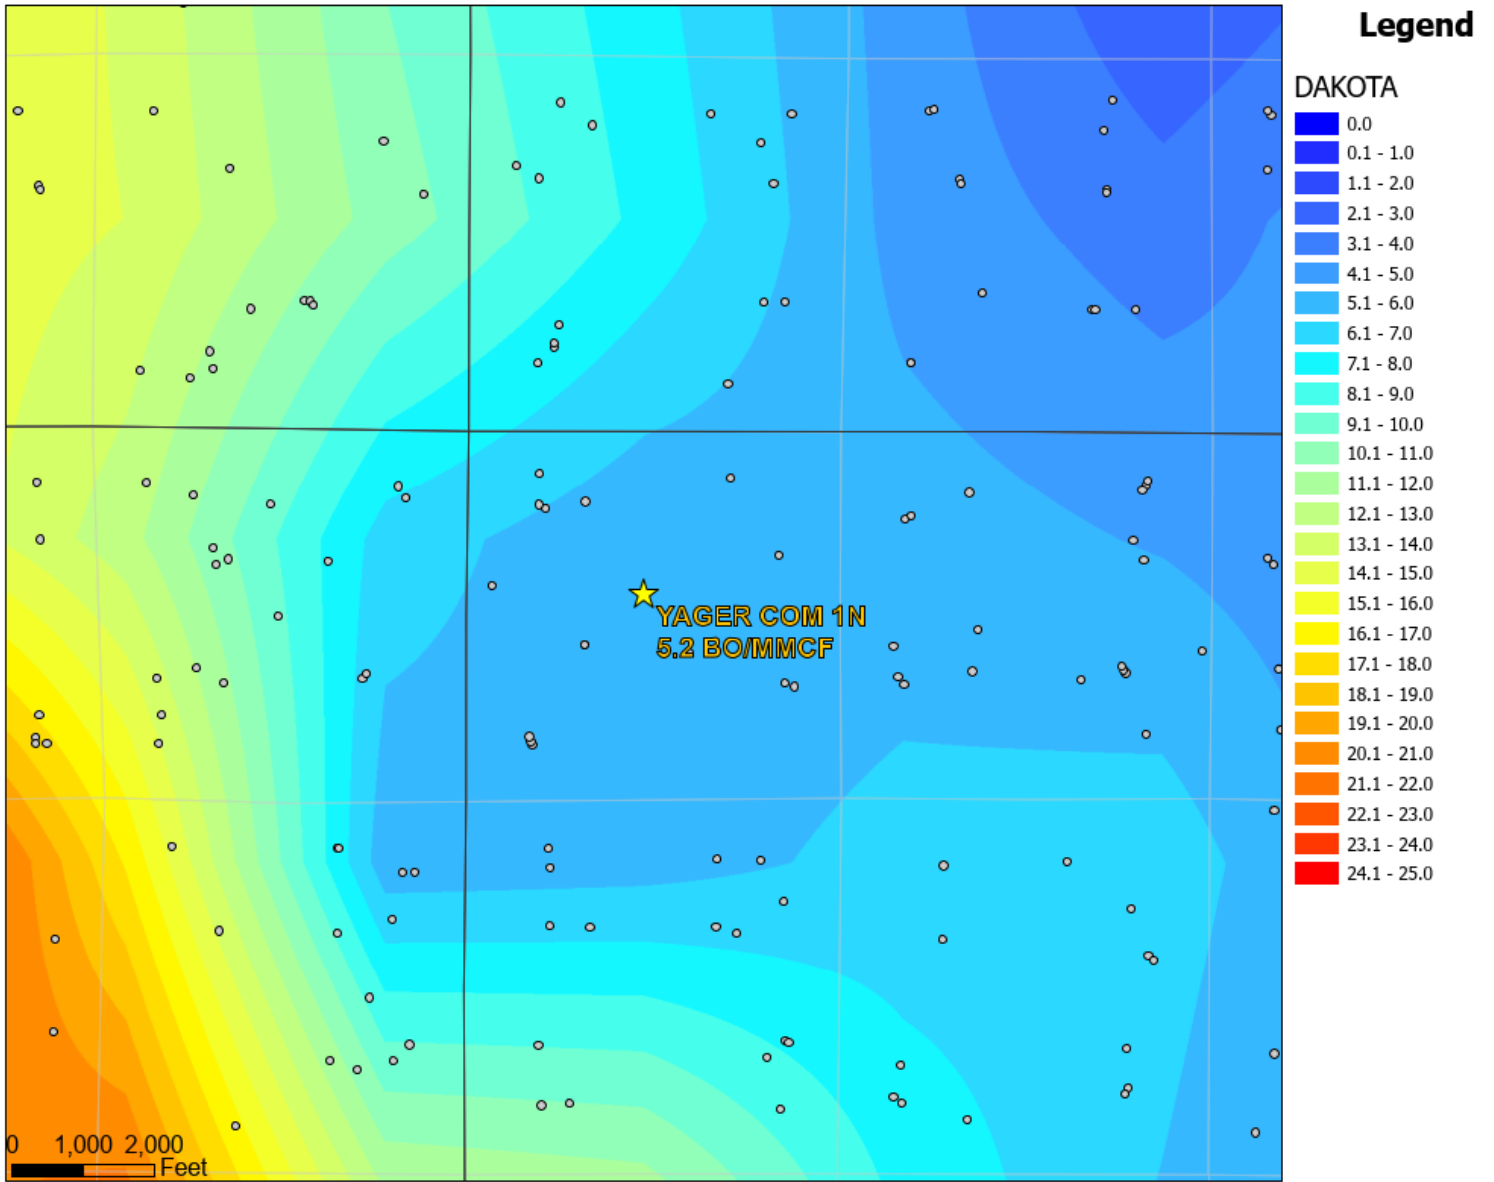 Legend
DAKOTA
0.0
0.1 - 1.0
1.1 - 2.0
2.1 - 3.0
3.1 - 4.0
4.1 - 5.0
5.1 - 6.0
6.1 - 7.0
7.1 - 8.0
8.1 - 9.0
9.1 - 10.0
10.1 - 11.0
11.1 - 12.0
12.1 - 13.0
13.1 - 14.0
14.1 - 15.0
15.1 - 16.0
16.1 - 17.0
17.1 - 18.0
18.1 - 19.0
19.1 - 20.0
20.1 - 21.0
21.1 - 22.0
22.1 - 23.0
23.1 - 24.0
24.1 - 25.0
YAGER COM 1N
5.2 BO/MMCF
0 1,000 2,000
Feet